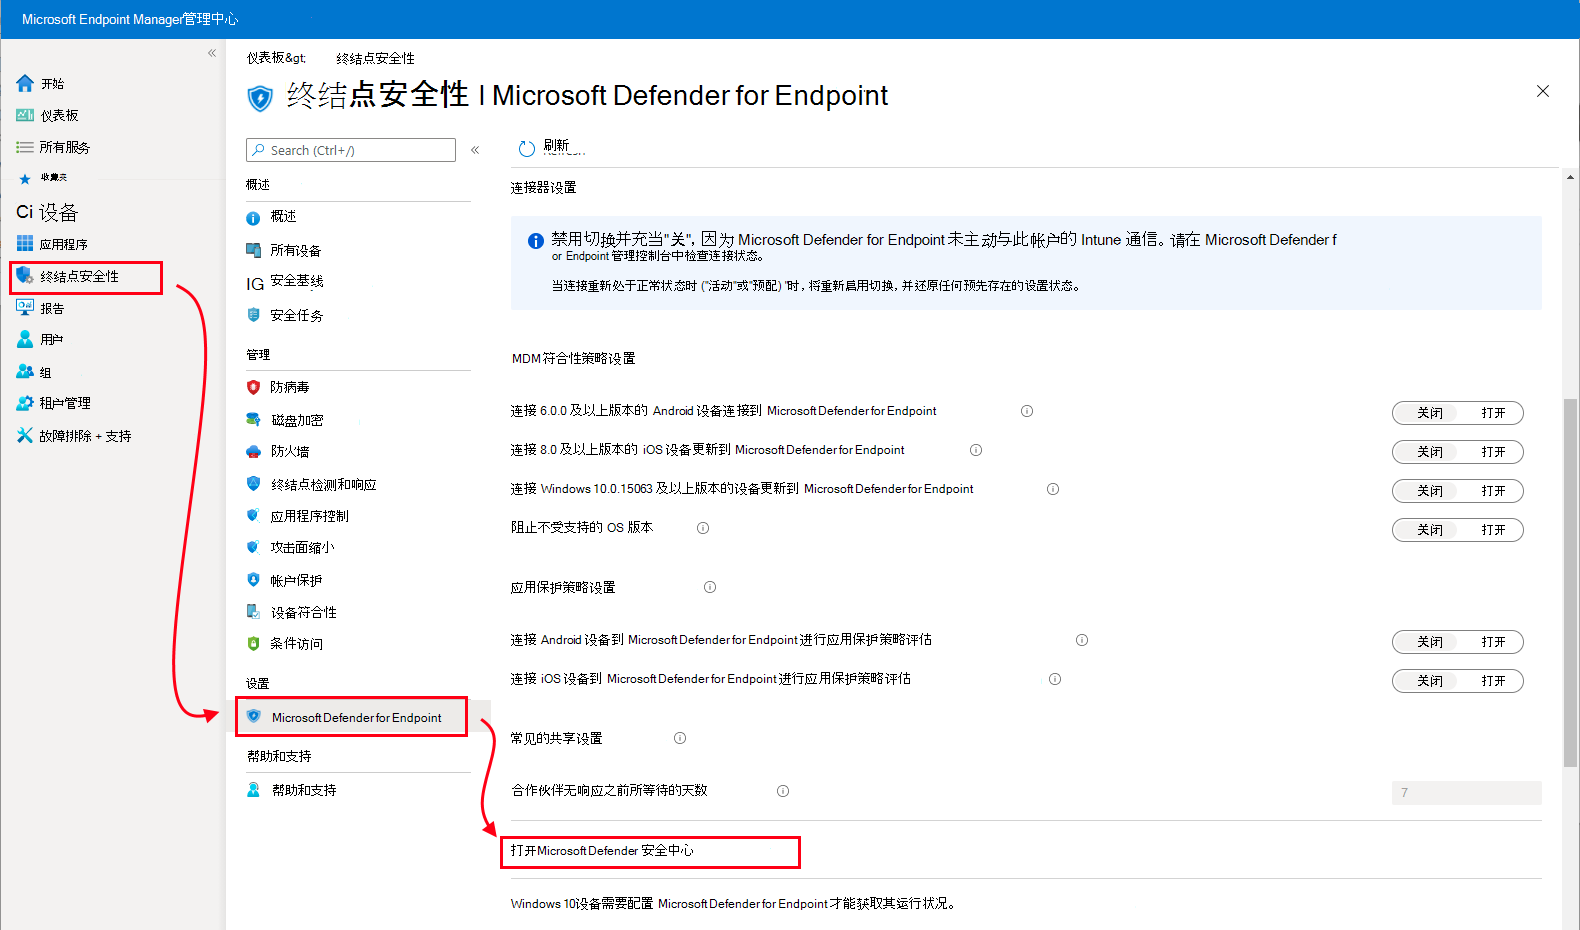 Microsoft Endpoint Manager管理中心
«
开始
仪表板
所有服务
收藏夹
Ci 设备
应用程序
终结点安全性
报告
用户
组
租户管理
故障排除 + 支持
仪表板&gt; 终结点安全性
终结点安全性 I Microsoft Defender for Endpoint
Search (Ctrl+/)
«
概述
概述
所有设备
IG 安全基线
安全任务
管理
防病毒
磁盘加密
防火墙
终结点检测和响应
应用程序控制
攻击面缩小
帐户保护
设备符合性
条件访问
设置
Microsoft Defender for Endpoint
帮助和支持
帮助和支持
刷新
连接器设置
禁用切换并充当"关", 因为 Microsoft Defender for Endpoint 未主动与此帐户的 Intune 通信。请在 Microsoft Defender f
or Endpoint 管理控制台中检查连接状态。
当连接重新处于正常状态时 ("活动"或"预配) "时, 将重新启用切换, 并还原任何预先存在的设置状态。
MDM 符合性策略设置
连接 6.0.0 及以上版本的 Android 设备连接到 Microsoft Defender for Endpoint
关闭 打开
连接 8.0 及以上版本的 iOS 设备更新到 Microsoft Defender for Endpoint
关闭 打开
连接 Windows 10.0.15063 及以上版本的设备更新到 Microsoft Defender for Endpoint
关闭 打开
阻止不受支持的 OS 版本
关闭 打开
应用保护策略设置
连接 Android 设备到 Microsoft Defender for Endpoint 进行应用保护策略评估
关闭 打开
连接 iOS 设备到 Microsoft Defender for Endpoint 进行应用保护策略评估
关闭 打开
常见的共享设置
合作伙伴无响应之前所等待的天数
7
打开Microsoft Defender 安全中心
Windows 10设备需要配置 Microsoft Defender for Endpoint 才能获取其运行状况。